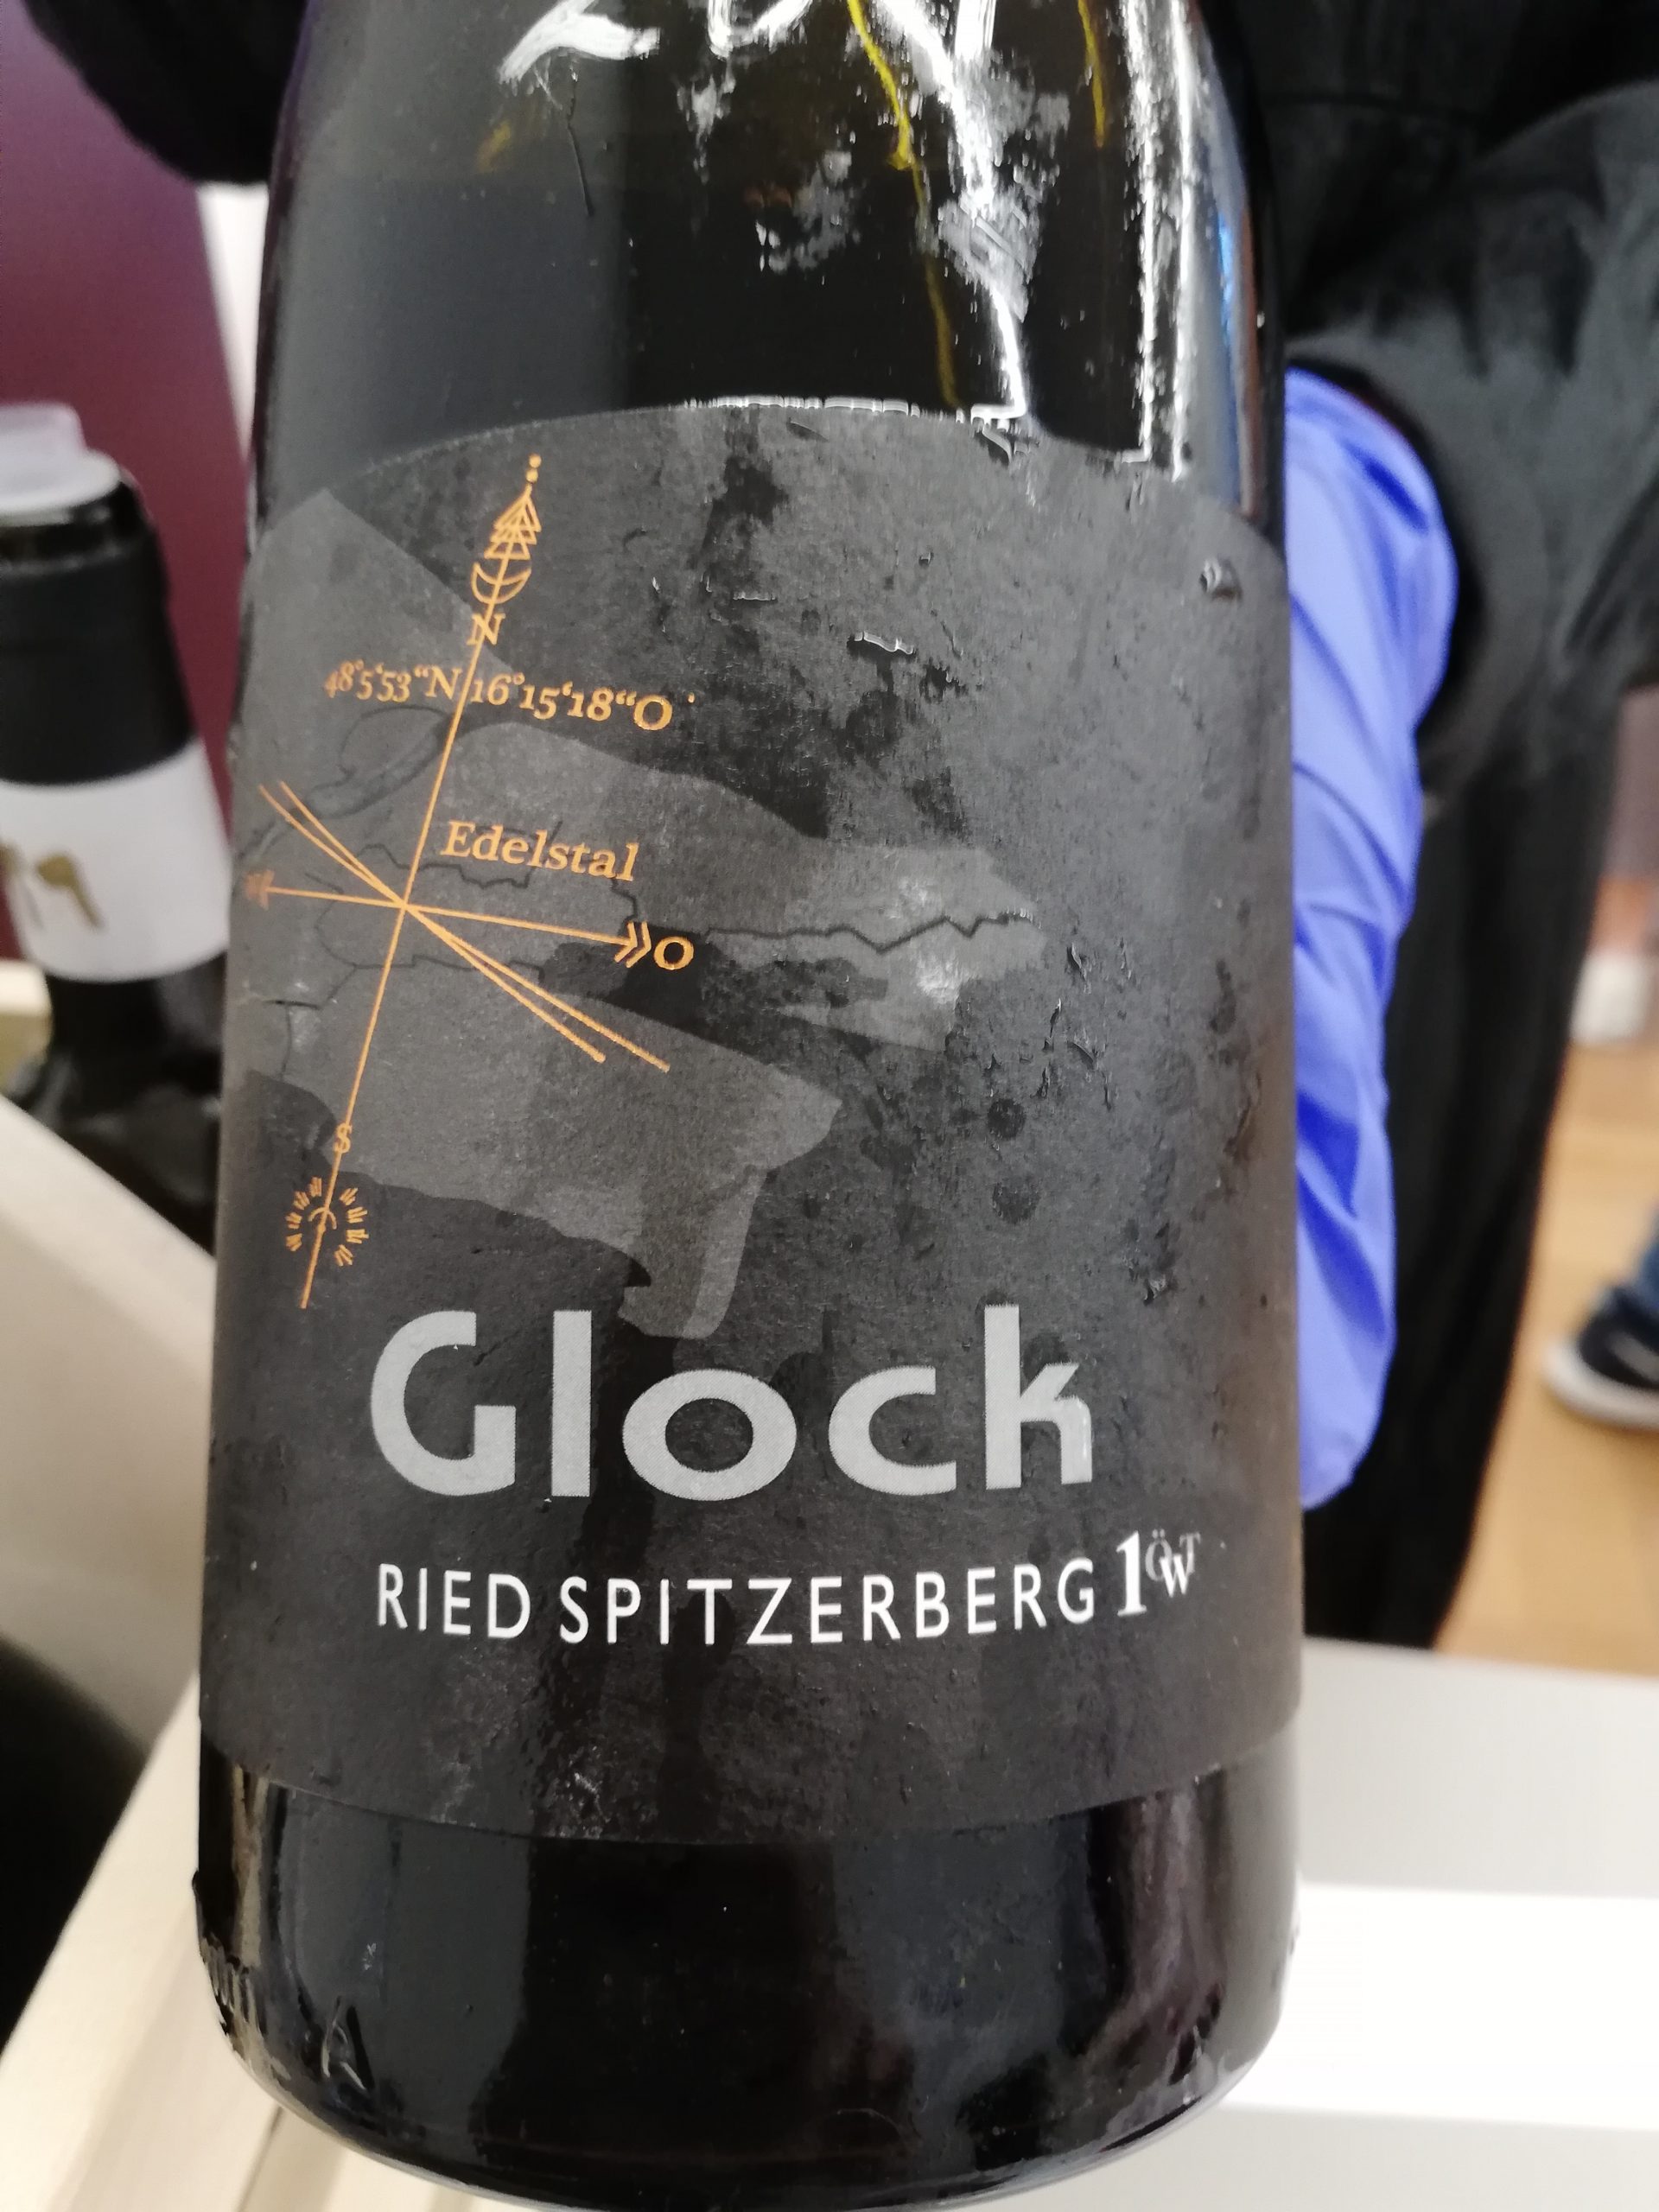 N
48°5'53“N 16°15'18“O
Edelstal
O
S
Glock
RIED SPITZERBERG 1ÖTW